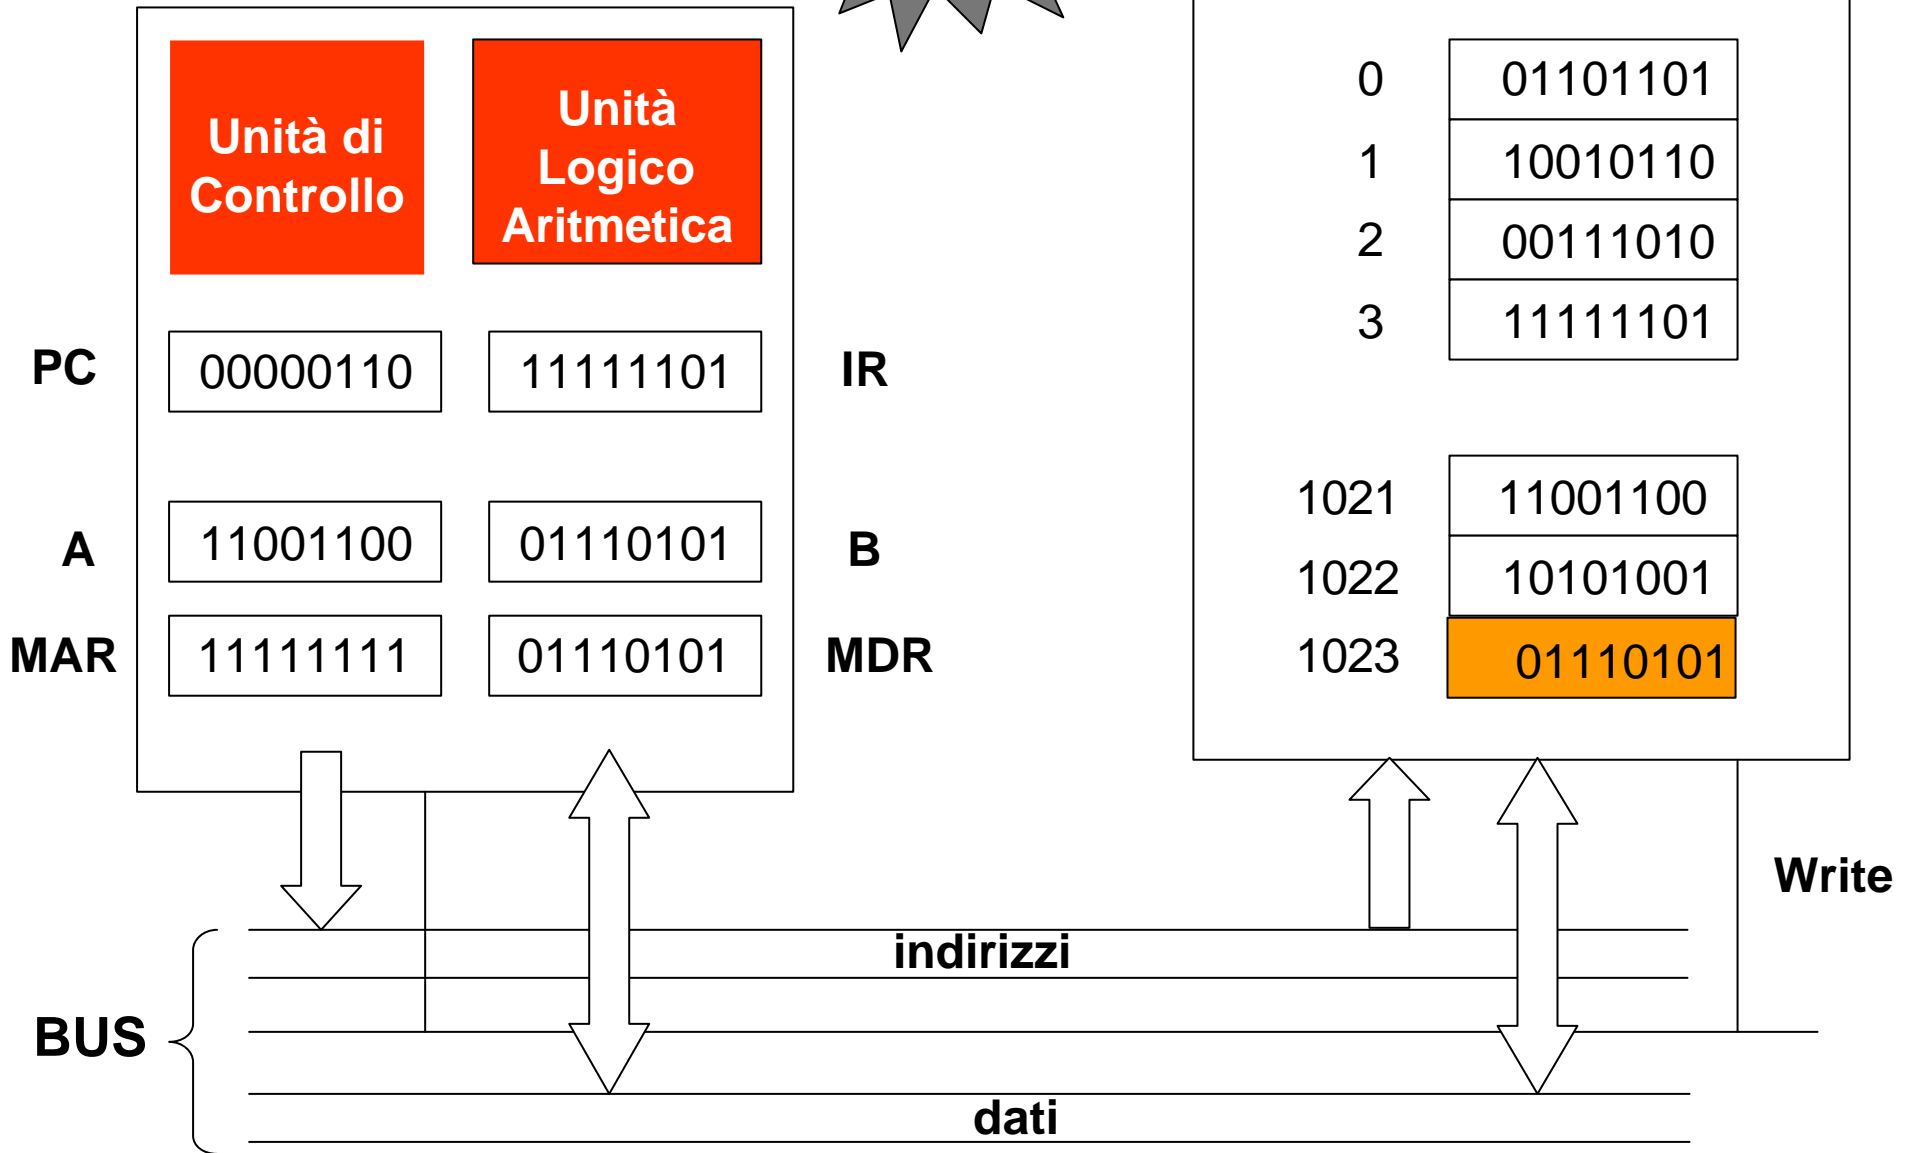 Unità di
Controllo
Unità
Logico
Aritmetica
PC
00000110
11111101
IR
A
11001100
01110101
B
MAR
11111111
01110101
MDR
0
01101101
1
10010110
2
00111010
3
11111101
1021
11001100
1022
10101001
1023
01110101
Write
indirizzi
BUS
dati